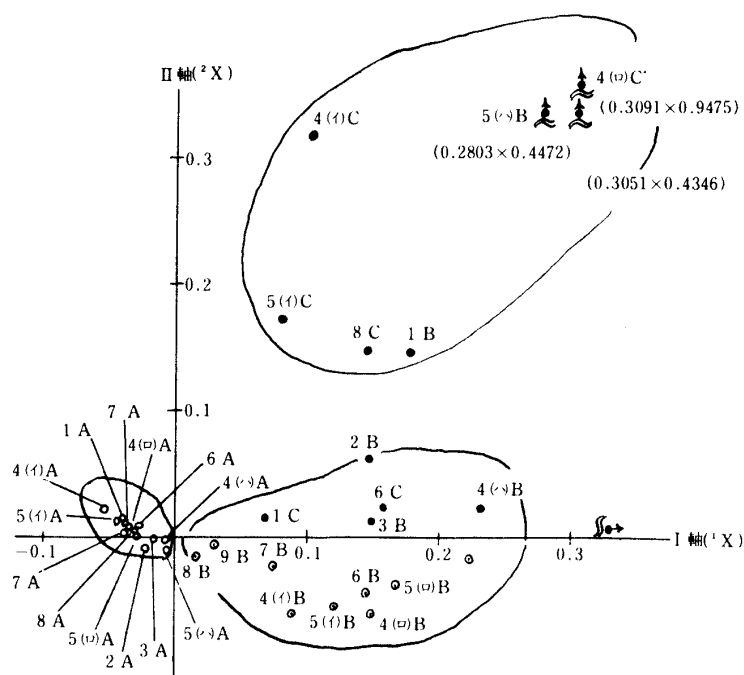 II軸(²X)
4(ロ)C
4(イ)C
5(ハ)B
(0.3091×0.9475)
0.3
(0.2803×0.4472)
(0.3051×0.4346)
0.2
5(イ)C
8 C
1 B
0.1
7 A
1 A
4(ロ)A
2 B
6 A
4(イ)A
4(ハ)A
6 C
4(ハ)B
5(イ)A
1 C
3 B
-0.1
0.1
0.2
0.3
I軸(¹X)
7 A
8 B
9 B
7 B
8 A
6 B
5(ロ)B
4(イ)B
5(ロ)A
5(ハ)A
5(イ)B
4(ロ)B
2 A
3 A